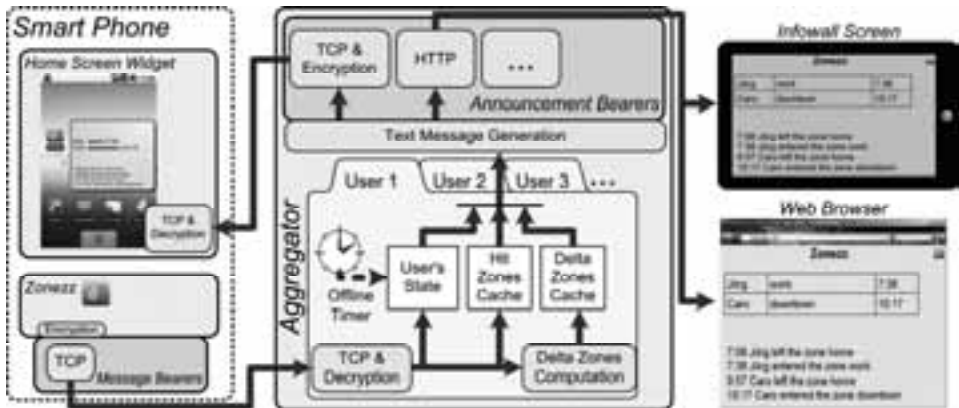 Smart Phone
Home Screen Widget
TCP &
Decryption
Zonezz
Encryption
TCP
Message Bearers
Aggregator
TCP &
Encryption
HTTP
...
Announcement Bearers
Text Message Generation
User 1
User 2
User 3
...
Offline
Timer
User's
State
Hit
Zones
Cache
Delta
Zones
Cache
TCP &
Decryption
Delta Zones
Computation
Infowall Screen
Zonezz
Jörg work 7:38
Caro downtown 10:17
Jörg left the zone home
7:38 Jörg entered the zone work
9:57 Caro left the zone home
10:17 Caro entered the zone downtown
Web Browser
Zonezz
Jörg work 7:38
Caro downtown 10:17
Jörg left the zone home
7:38 Jörg entered the zone work
9:57 Caro left the zone home
10:17 Caro entered the zone downtown